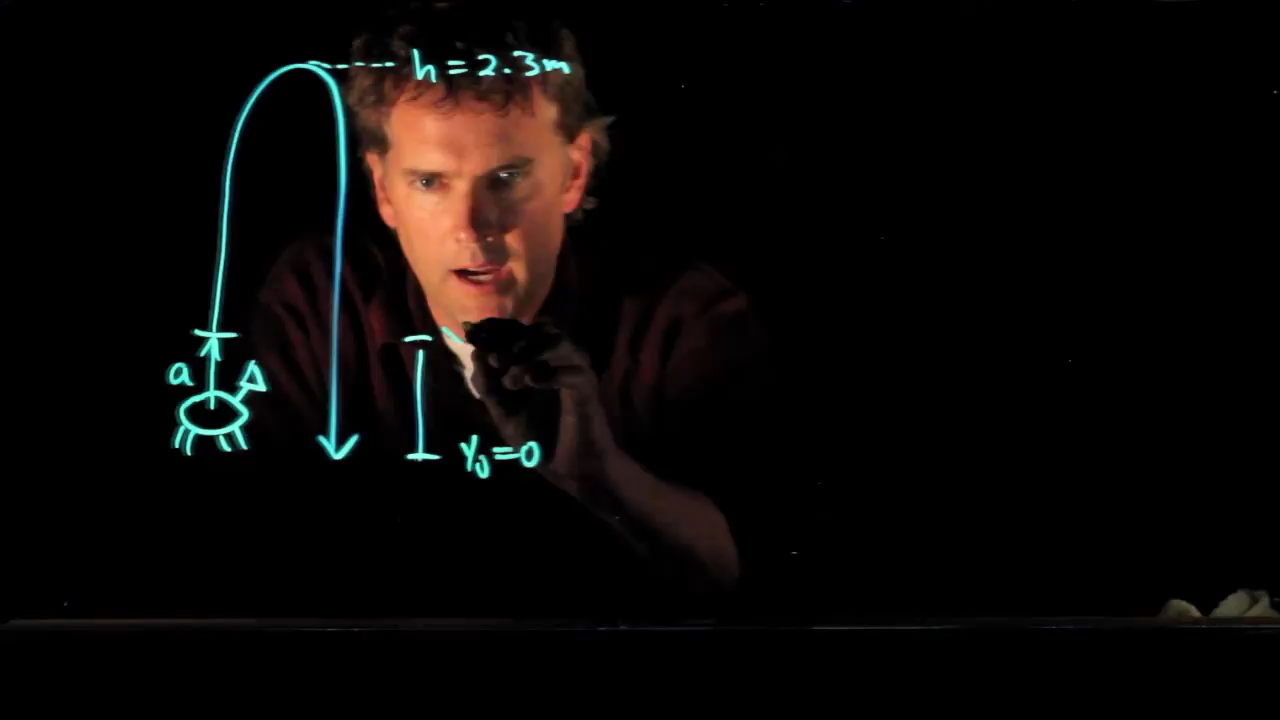 h = 2.3m
a
Y₀=0